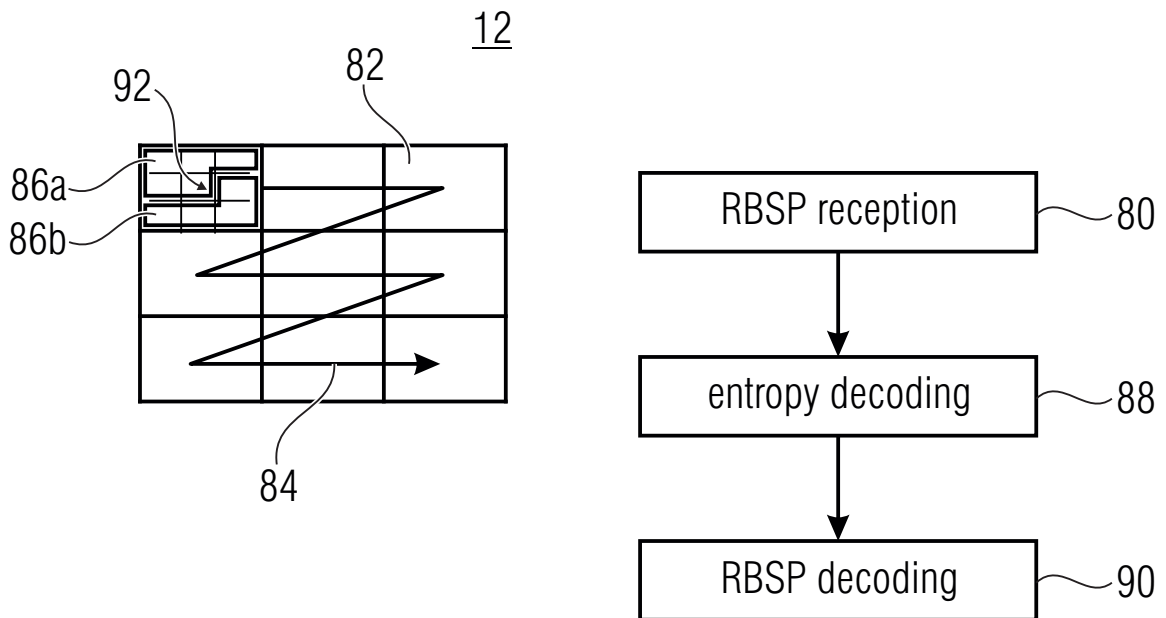 12
82
92
86a
86b
84
RBSP reception
80
entropy decoding
88
RBSP decoding
90